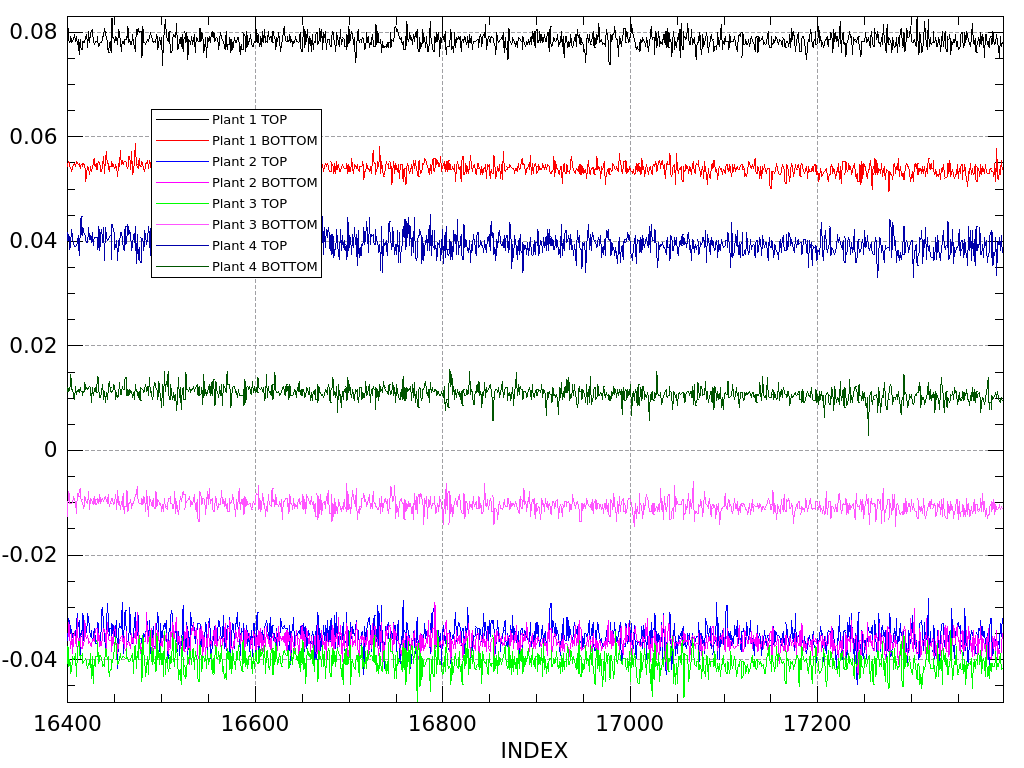 0.08
0.06
0.04
0.02
0
-0.02
-0.04
Plant 1 TOP
Plant 1 BOTTOM
Plant 2 TOP
Plant 2 BOTTOM
Plant 3 TOP
Plant 3 BOTTOM
Plant 4 TOP
Plant 4 BOTTOM
16400 16600 16800 17000 17200
INDEX